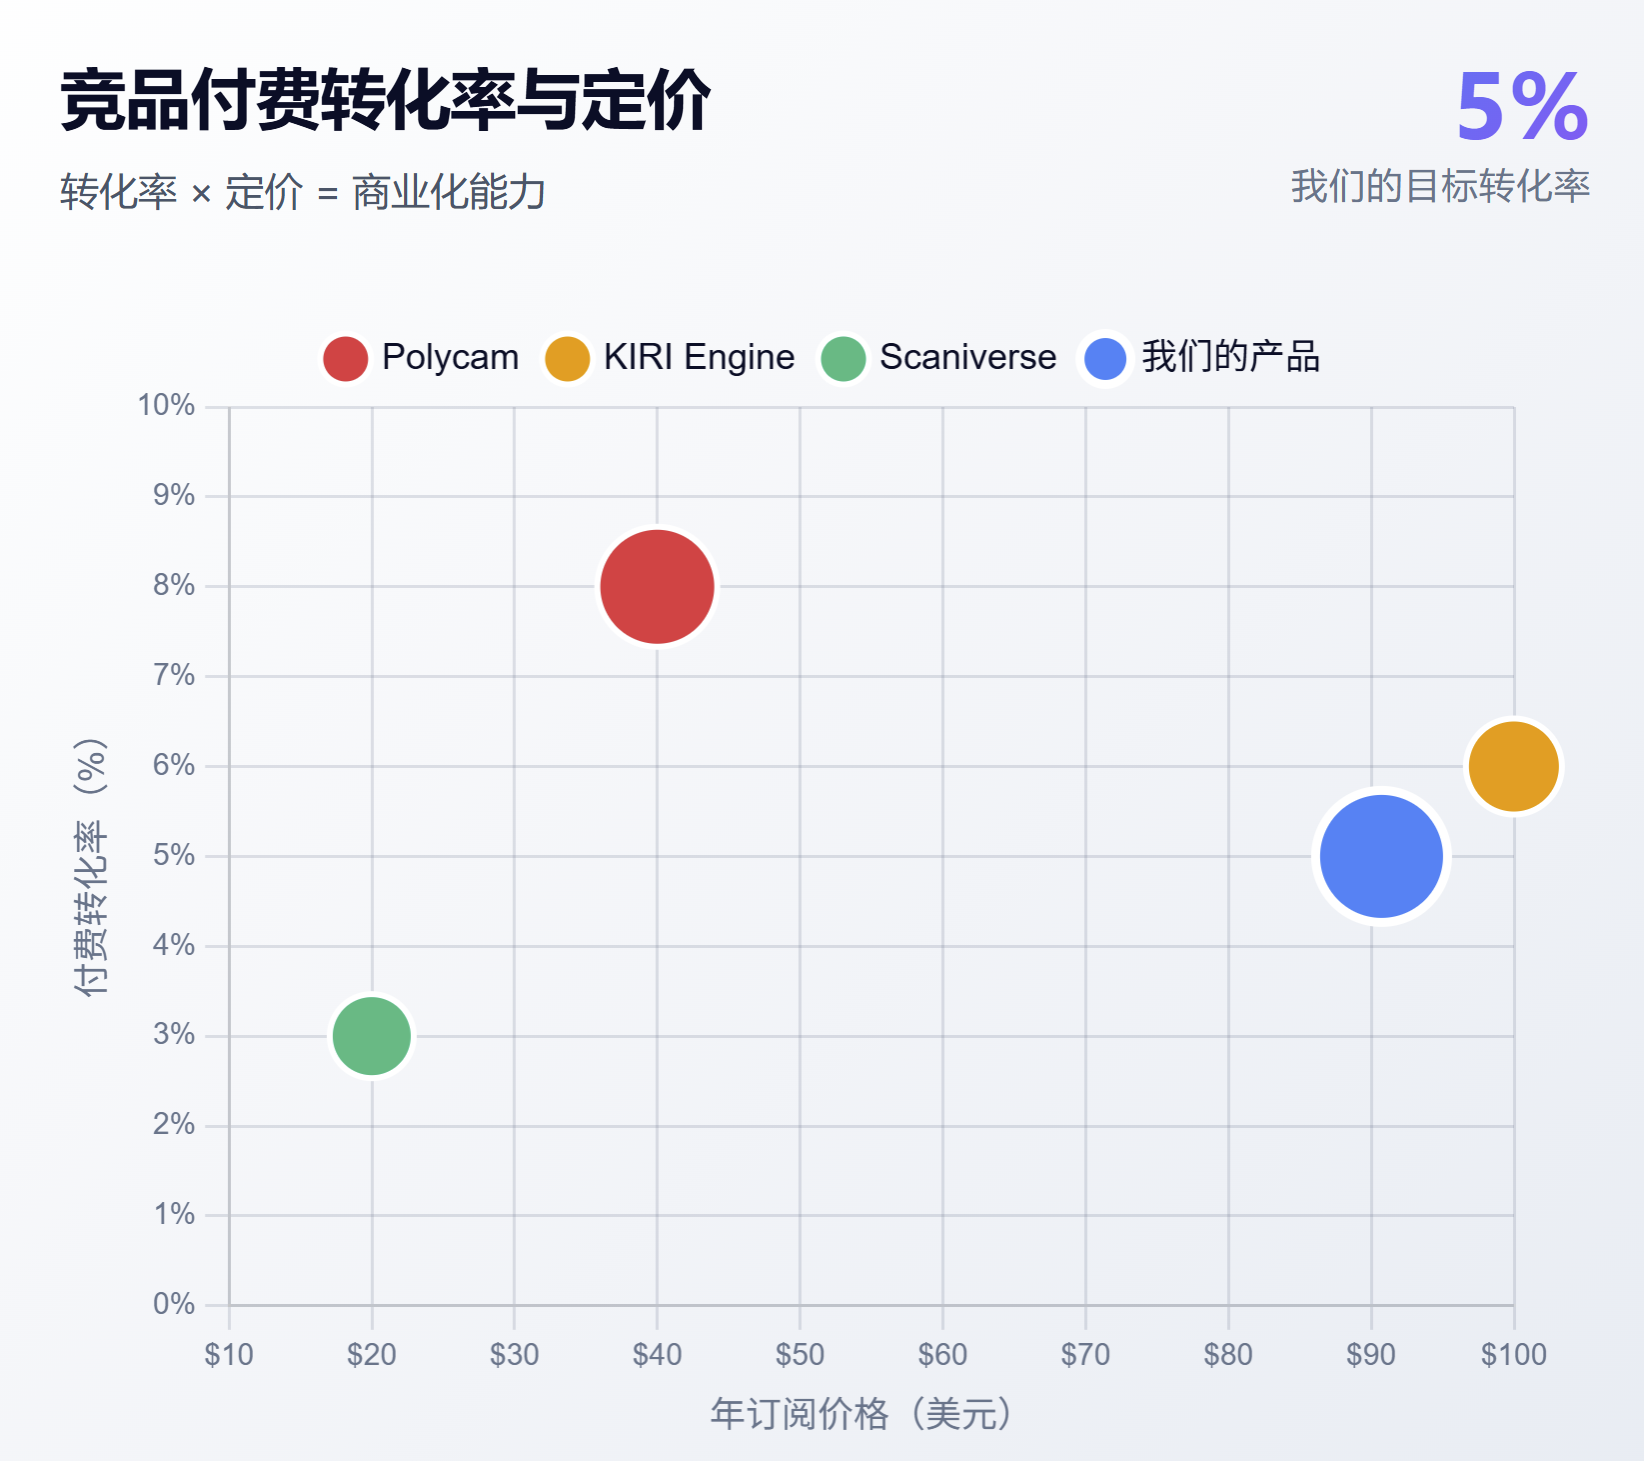 竞品付费转化率与定价
转化率 × 定价 = 商业化能力
5%
我们的目标转化率
Polycam
KIRI Engine
Scaniverse
我们的产品
付费转化率（%）
10%
9%
8%
7%
6%
5%
4%
3%
2%
1%
0%
$10
$20
$30
$40
$50
$60
$70
$80
$90
$100
年订阅价格（美元）